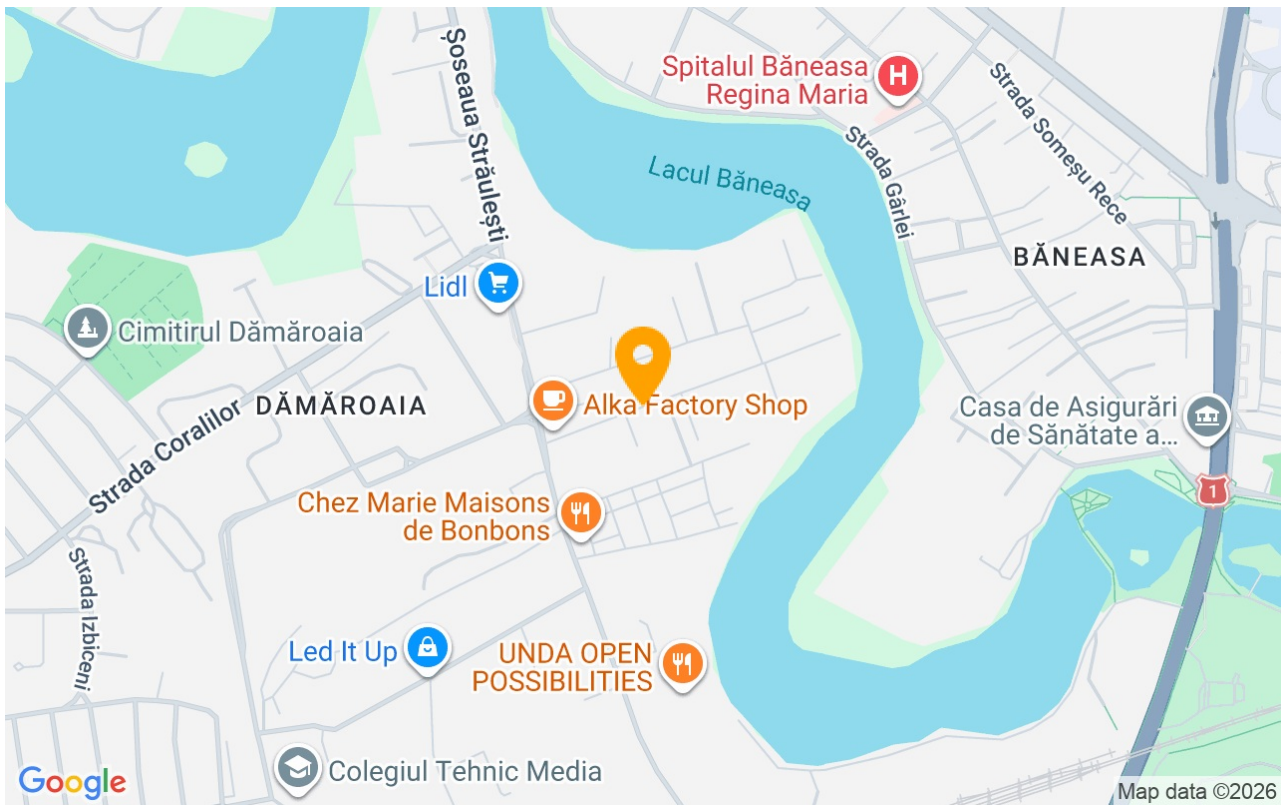 Șoseaua Străulești
Spitalul Băneasa
Regina Maria
Strada Someșu Rece
Strada Gârlei
Lacul Băneasa
BĂNEASA
Lidl
Cimitirul Dămăroaia
DĂMĂROAIA
Alka Factory Shop
Casa de Asigurări
de Sănătate a...
Strada Coralilor
Chez Marie Maisons
de Bonbons
1
Strada Izbiceni
Led It Up
UNDA OPEN
POSSIBILITIES
Colegiul Tehnic Media
Google
Map data ©2026
H